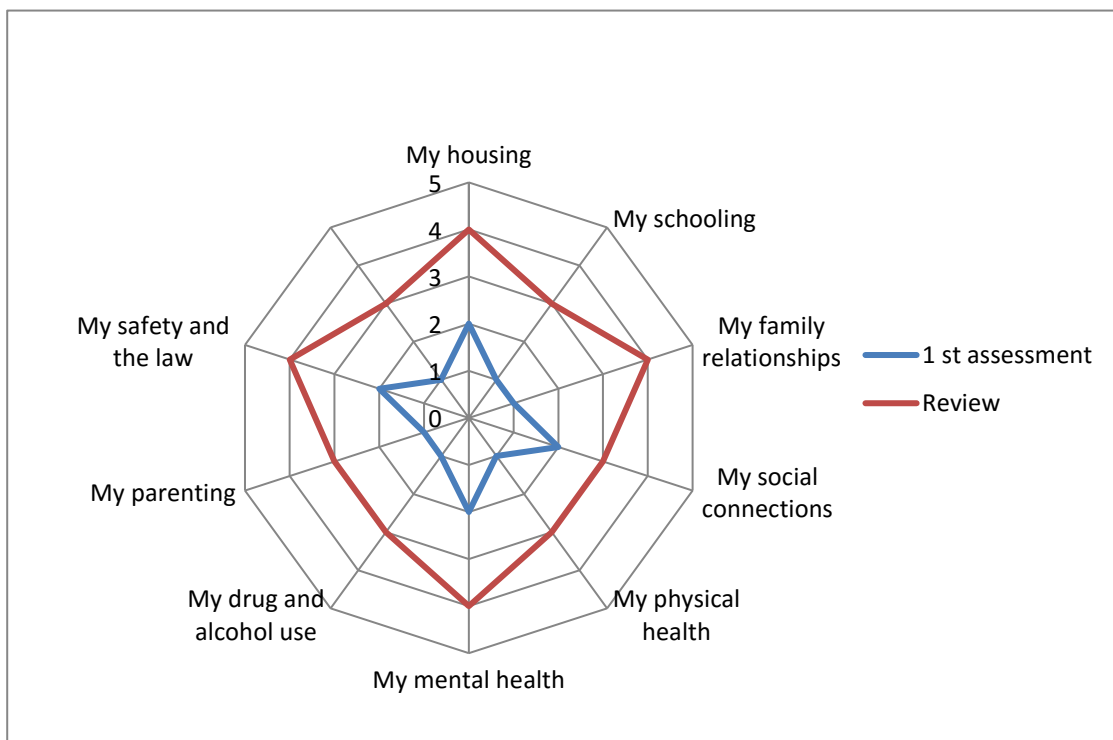 My housing
5
4
3
2
1
0
My schooling
My family
relationships
My social
connections
My physical
health
My mental health
My drug and
alcohol use
My parenting
My safety and
the law
1 st assessment
Review